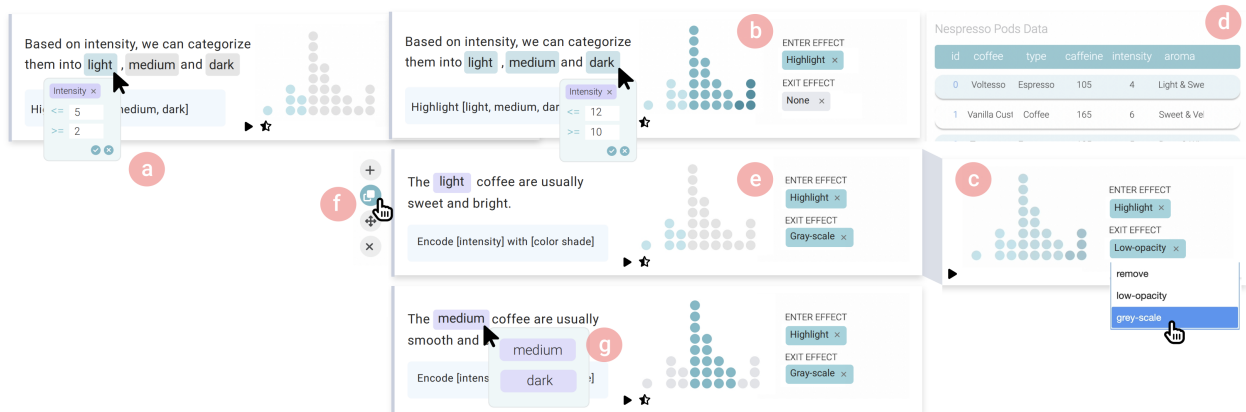 Based on intensity, we can categorize
them into light , medium and dark
Intensity ×
<= 5
>= 2
edium, dark]
a
Based on intensity, we can categorize
them into light , medium and dark
Highlight [light, medium, dar
Intensity ×
<= 12
>= 10
b
ENTER EFFECT
Highlight ×
EXIT EFFECT
None ×
d
Nespresso Pods Data
id coffee type caffeine intensity aroma
0 Voltesso Espresso 105 4 Light & Swe
1 Vanilla Cust Coffee 165 6 Sweet & Ve
f
The light coffee are usually
sweet and bright.
Encode [intensity] with [color shade]
e
ENTER EFFECT
Highlight ×
EXIT EFFECT
Gray-scale ×
c
ENTER EFFECT
Highlight ×
EXIT EFFECT
Low-opacity ×
remove
low-opacity
grey-scale
The medium coffee are usually
smooth and
Encode [intens
medium
dark
g
ENTER EFFECT
Highlight ×
EXIT EFFECT
Gray-scale ×